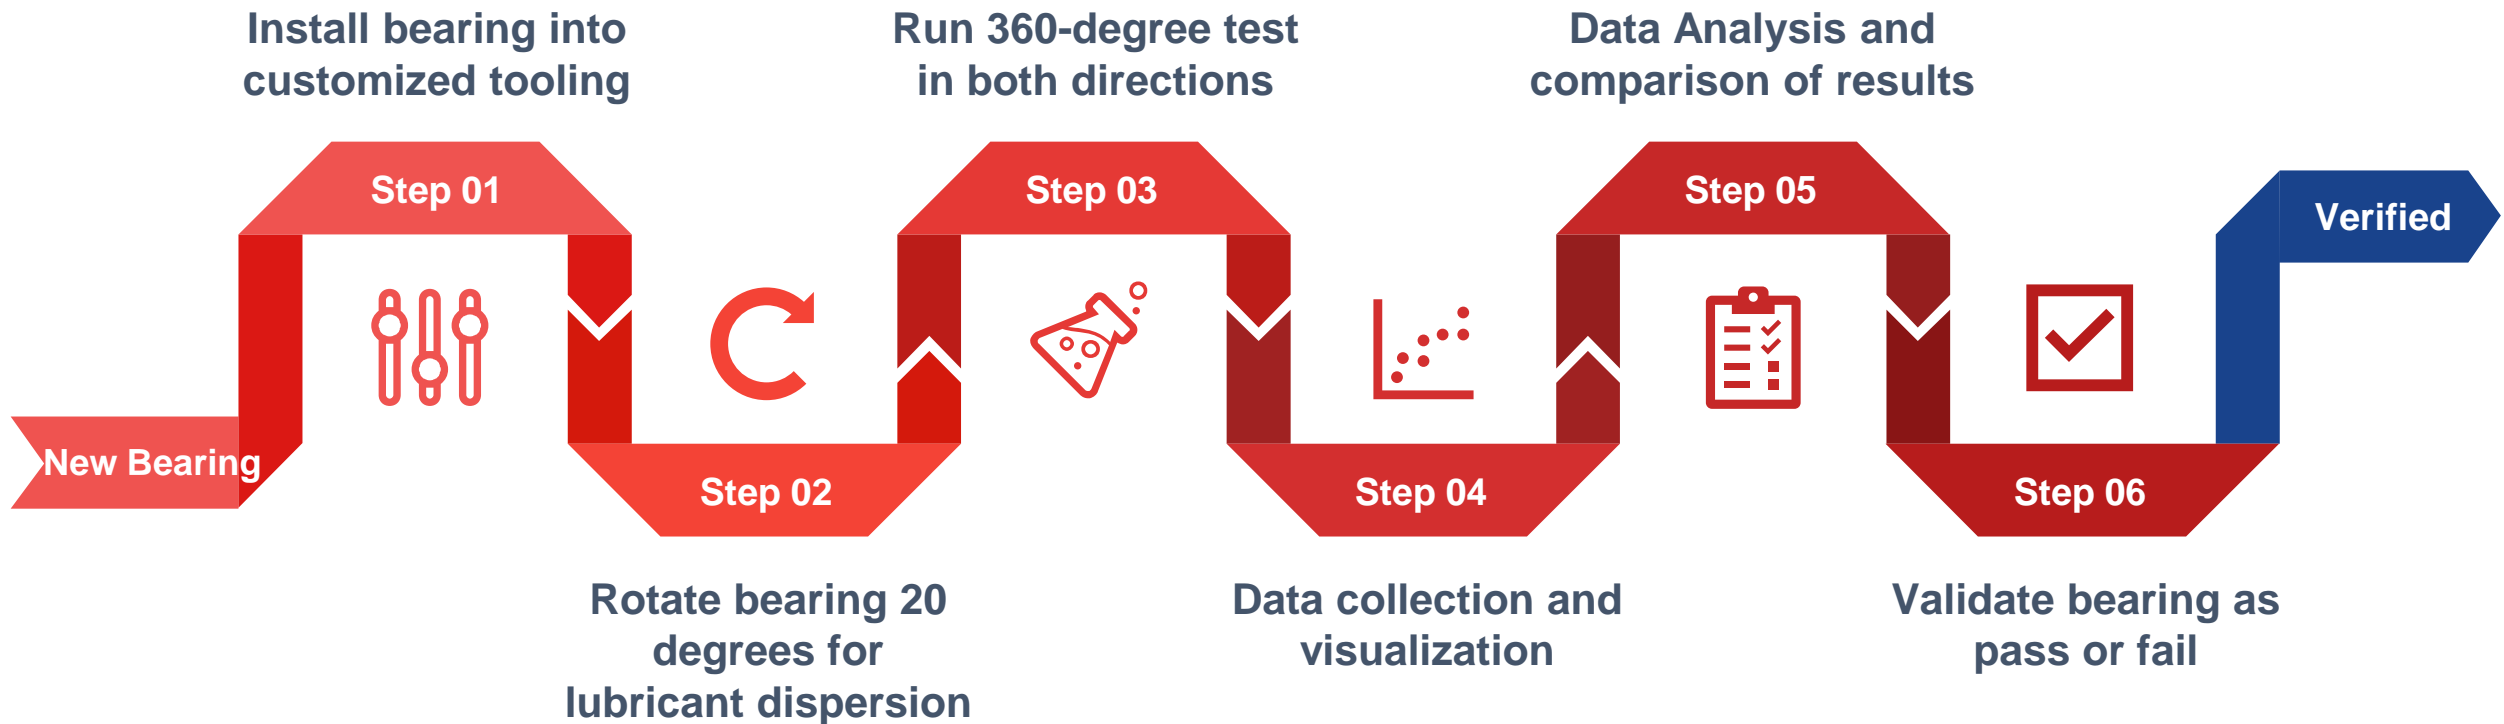 Install bearing into
customized tooling
Run 360-degree test
in both directions
Data Analysis and
comparison of results
Step 01
Step 03
Step 05
Verified
New Bearing
Step 02
Step 04
Step 06
Rotate bearing 20
degrees for
lubricant dispersion
Data collection and
visualization
Validate bearing as
pass or fail